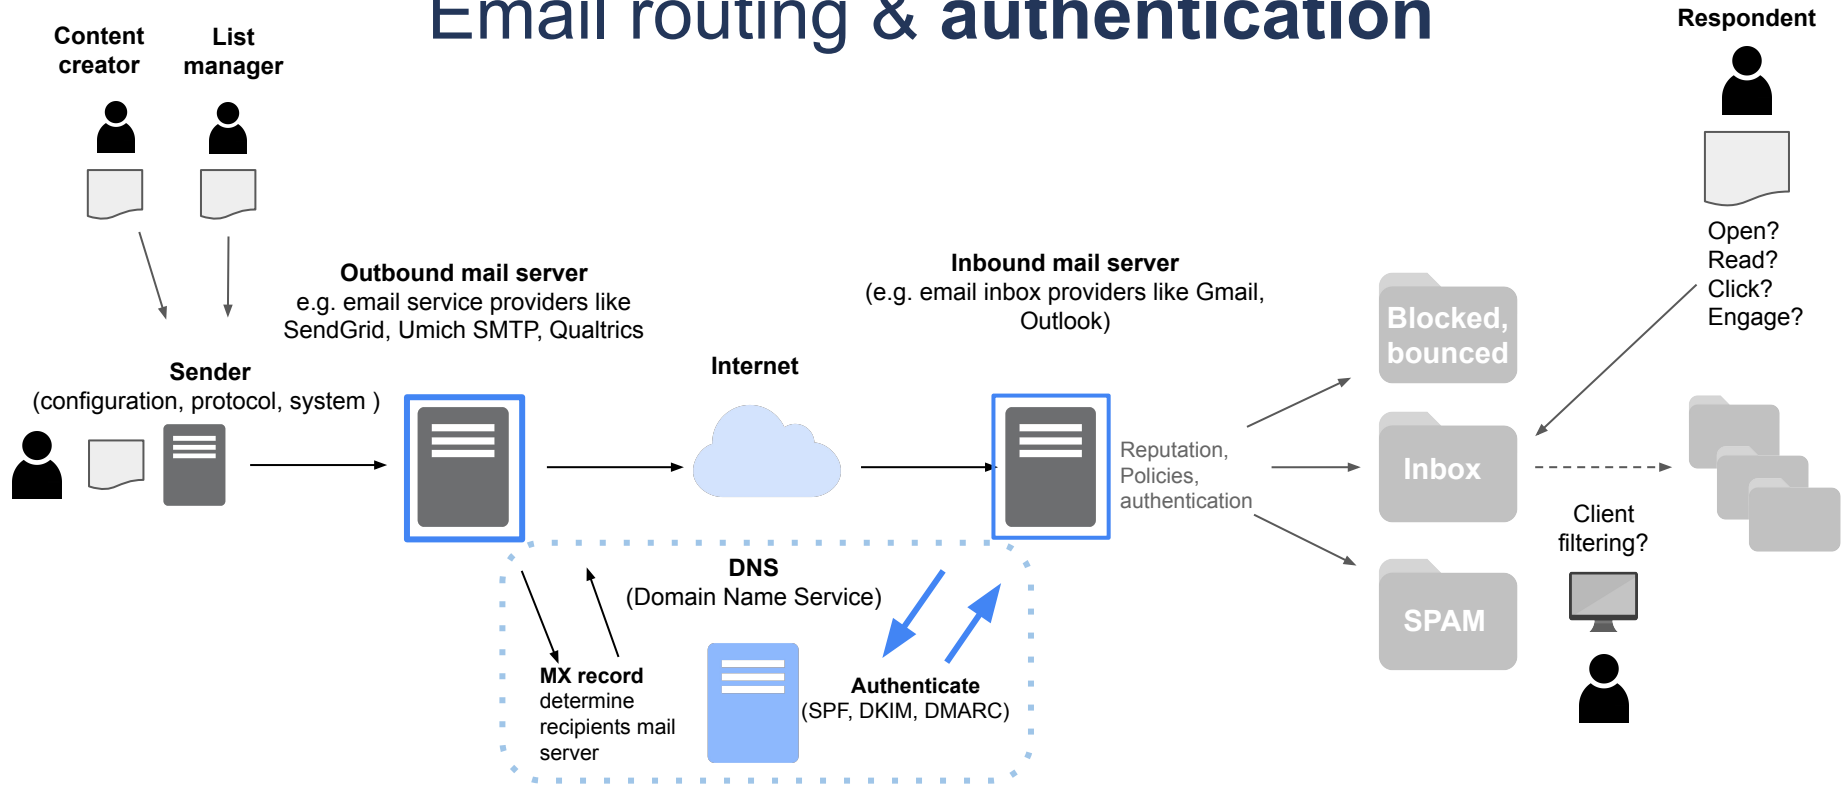 Email routing & authentication
Content
creator
List
manager
Respondent
Open?
Read?
Click?
Engage?
Outbound mail server
e.g. email service providers like
SendGrid, Umich SMTP, Qualtrics
Inbound mail server
(e.g. email inbox providers like Gmail,
Outlook)
Sender
(configuration, protocol, system )
Internet
Reputation,
Policies,
authentication
Blocked,
bounced
Inbox
SPAM
Client
filtering?
DNS
(Domain Name Service)
MX record
determine
recipients mail
server
Authenticate
(SPF, DKIM, DMARC)